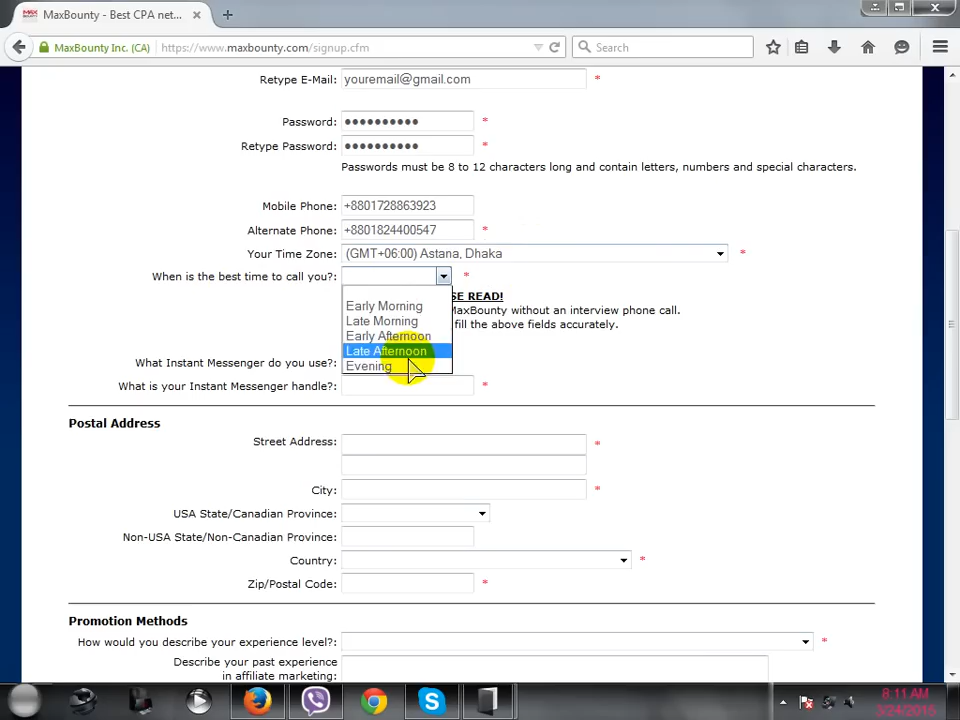 MaxBounty - Best CPA net...
MaxBounty Inc. (CA)
https://www.maxbounty.com/signup.cfm
Search
Retype E-Mail: youremail@gmail.com *
Password: ●●●●●●●●●● *
Retype Password: ●●●●●●●●●● *
Passwords must be 8 to 12 characters long and contain letters, numbers and special characters.
Mobile Phone: +8801728863923
Alternate Phone: +8801824400547 *
Your Time Zone: (GMT+06:00) Astana, Dhaka *
When is the best time to call you?: *
SE READ!
Early Morning
MaxBounty without an interview phone call.
Late Morning
fill the above fields accurately.
Early Afternoon
Late Afternoon
What Instant Messenger do you use?:
Evening
What is your Instant Messenger handle?: *
Postal Address
Street Address: *
City: *
USA State/Canadian Province:
Non-USA State/Non-Canadian Province:
Country: *
Zip/Postal Code: *
Promotion Methods
How would you describe your experience level?: *
Describe your past experience
in affiliate marketing:
8:11 AM
3/24/2016